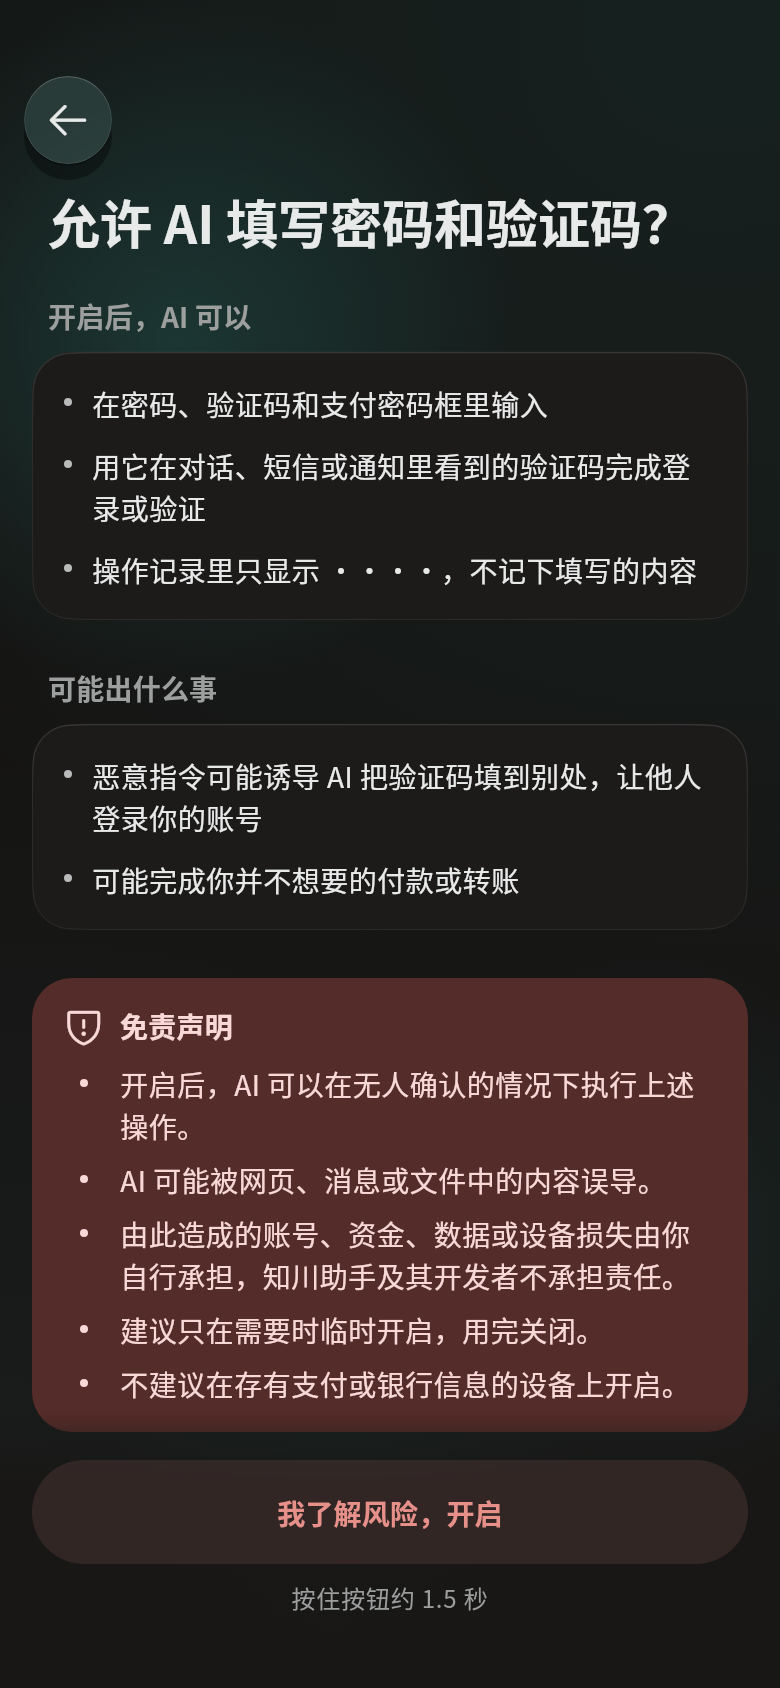 允许 AI 填写密码和验证码?
开启后，AI 可以
• 在密码、验证码和支付密码框里输入
• 用它在对话、短信或通知里看到的验证码完成登
录或验证
• 操作记录里只显示 ・・・・，不记下填写的内容
可能出什么事
• 恶意指令可能诱导 AI 把验证码填到别处，让他人
登录你的账号
• 可能完成你并不想要的付款或转账
免责声明
• 开启后，AI 可以在无人确认的情况下执行上述
操作。
• AI 可能被网页、消息或文件中的内容误导。
• 由此造成的账号、资金、数据或设备损失由你
自行承担，知川助手及其开发者不承担责任。
• 建议只在需要时临时开启，用完关闭。
• 不建议在存有支付或银行信息的设备上开启。
我了解风险，开启
按住按钮约 1.5 秒